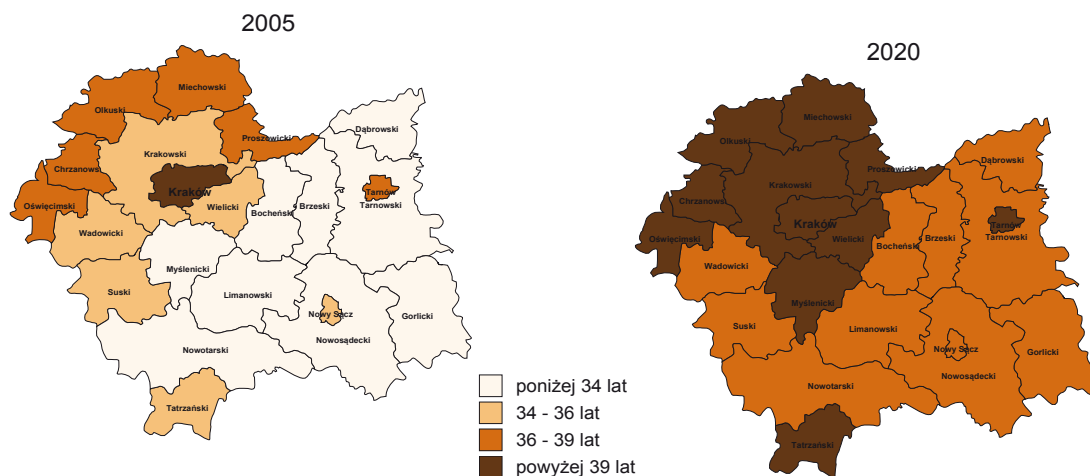 2005
Miechowski
Olkuski
Dąbrowski
Proszowicki
Krakowski
Chrzanows
Kraków
Tarnów
Oświęcimski
Wielicki
Bocheński
Brzeski
Tarnowski
Wadowicki
Myślenicki
Suski
Limanowski
Nowy Sącz
Gorlicki
Nowotarski
Nowosądecki
Tatrzański
poniżej 34 lat
34 - 36 lat
36 - 39 lat
powyżej 39 lat
2020
Miechowski
Olkuski
Dąbrowski
Proszowicki
Krakowski
Chrzanows
Kraków
Tarnów
Tarnowski
Oświęcimski
Wielicki
Bocheński
Brzeski
Wadowicki
Myślenicki
Suski
Limanowski
Nowy Sącz
Gorlicki
Nowosądecki
Nowotarski
Tatrzański